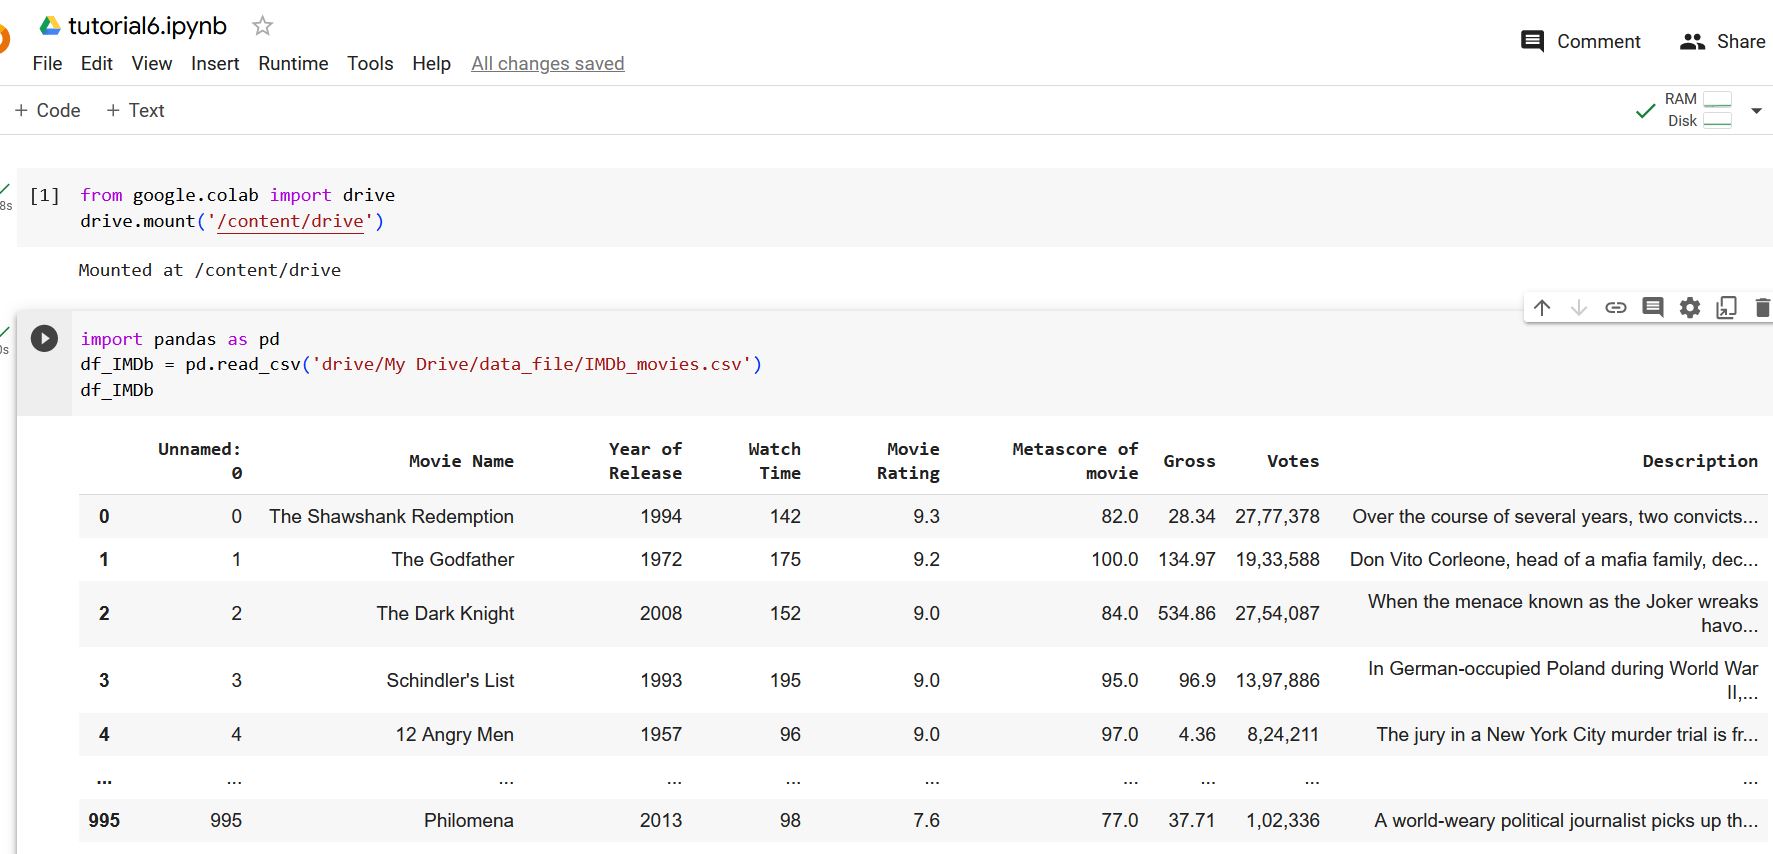 tutorial6.ipynb
File Edit View Insert Runtime Tools Help All changes saved
Comment Share
+ Code + Text
RAM
Disk
[1] from google.colab import drive
8s
drive.mount('/content/drive')
Mounted at /content/drive
import pandas as pd
0s
df_IMDb = pd.read_csv('drive/My Drive/data_file/IMDb_movies.csv')
df_IMDb
Unnamed: 0 Movie Name Year of Release Watch Time Movie Rating Metascore of movie Gross Votes Description
0 0 The Shawshank Redemption 1994 142 9.3 82.0 28.34 27,77,378 Over the course of several years, two convicts...
1 1 The Godfather 1972 175 9.2 100.0 134.97 19,33,588 Don Vito Corleone, head of a mafia family, dec...
2 2 The Dark Knight 2008 152 9.0 84.0 534.86 27,54,087 When the menace known as the Joker wreaks
havo...
3 3 Schindler's List 1993 195 9.0 95.0 96.9 13,97,886 In German-occupied Poland during World War
II,...
4 4 12 Angry Men 1957 96 9.0 97.0 4.36 8,24,211 The jury in a New York City murder trial is fr...
... ... ... ... ... ... ... ... ... ...
995 995 Philomena 2013 98 7.6 77.0 37.71 1,02,336 A world-weary political journalist picks up th...